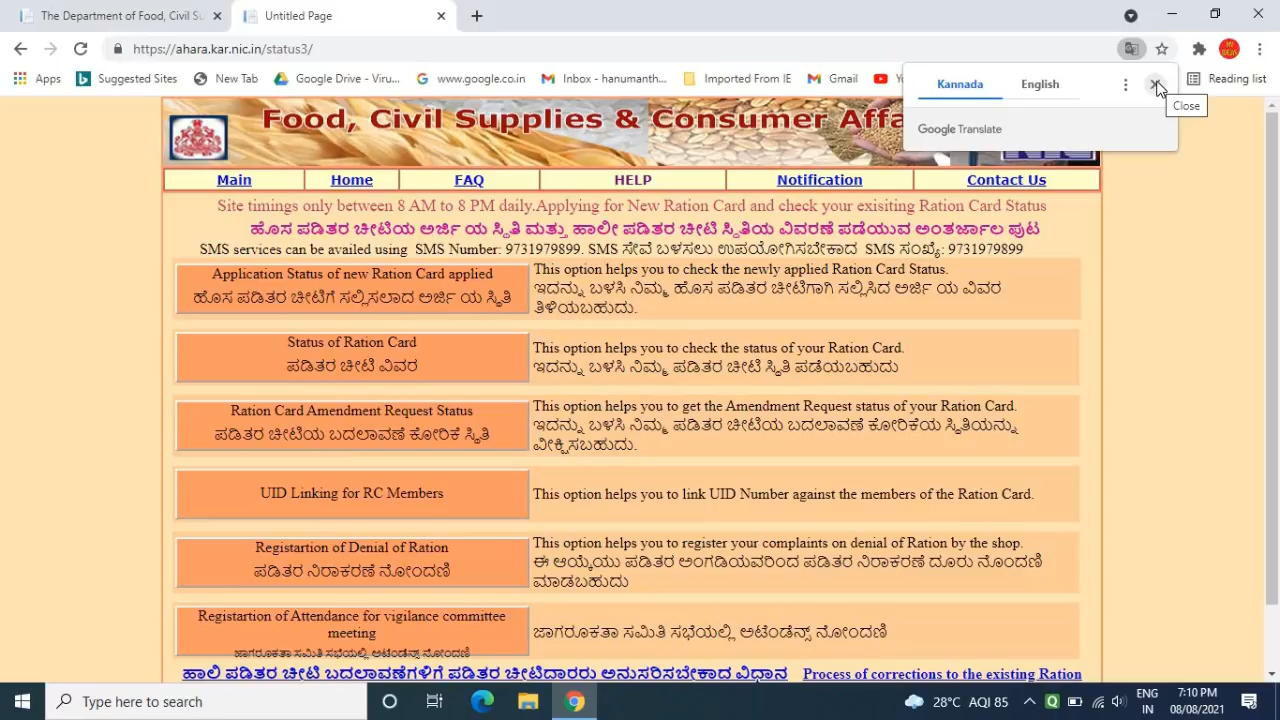 The Department of Food, Civil Su
Untitled Page
https://ahara.kar.nic.in/status3/
Apps
Suggested Sites
New Tab
Google Drive - Viru...
www.google.co.in
Inbox - hanumanth...
Imported From IE
Gmail
Reading list
Kannada
English
Close
Google Translate
Food, Civil Supplies & Consumer Affa
Main
Home
FAQ
HELP
Notification
Contact Us
Site timings only between 8 AM to 8 PM daily.Applying for New Ration Card and check your exisiting Ration Card Status
ಹೊಸ ಪಡಿತರ ಚೀಟಿಯ ಅರ್ಜಿ ಯ ಸ್ಥಿತಿ ಮತ್ತು ಹಾಲೀ ಪಡಿತರ ಚೀಟಿ ಸ್ಥಿತಿಯ ವಿವರಣೆ ಪಡೆಯುವ ಅಂತರ್ಜಾಲ ಪುಟ
SMS services can be availed using SMS Number: 9731979899. SMS ಸೇವೆ ಬಳಸಲು ಉಪಯೋಗಿಸಬೇಕಾದ SMS ಸಂಖ್ಯೆ: 9731979899
Application Status of new Ration Card applied
ಹೊಸ ಪಡಿತರ ಚೀಟಿಗೆ ಸಲ್ಲಿಸಲಾದ ಅರ್ಜಿ ಯ ಸ್ಥಿತಿ
This option helps you to check the newly applied Ration Card Status.
ಇದನ್ನು ಬಳಸಿ ನಿಮ್ಮ ಹೊಸ ಪಡಿತರ ಚೀಟಿಗಾಗಿ ಸಲ್ಲಿಸಿದ ಅರ್ಜಿ ಯ ವಿವರ
ತಿಳಿಯಬಹುದು.
Status of Ration Card
ಪಡಿತರ ಚೀಟಿ ವಿವರ
This option helps you to check the status of your Ration Card.
ಇದನ್ನು ಬಳಸಿ ನಿಮ್ಮ ಪಡಿತರ ಚೀಟಿ ಸ್ಥಿತಿ ಪಡೆಯಬಹುದು
Ration Card Amendment Request Status
ಪಡಿತರ ಚೀಟಿಯ ಬದಲಾವಣೆ ಕೋರಿಕೆ ಸ್ಥಿತಿ
This option helps you to get the Amendment Request status of your Ration Card.
ಇದನ್ನು ಬಳಸಿ ನಿಮ್ಮ ಪಡಿತರ ಚೀಟಿಯ ಬದಲಾವಣೆ ಕೋರಿಕೆಯ ಸ್ಥಿತಿಯನ್ನು
ವೀಕ್ಷಿಸಬಹುದು.
UID Linking for RC Members
This option helps you to link UID Number against the members of the Ration Card.
Registartion of Denial of Ration
ಪಡಿತರ ನಿರಾಕರಣೆ ನೋಂದಣಿ
This option helps you to register your complaints on denial of Ration by the shop.
ಈ ಆಯ್ಕೆಯು ಪಡಿತರ ಅಂಗಡಿಯವರಿಂದ ಪಡಿತರ ನಿರಾಕರಣೆ ದೂರು ನೊಂದಣಿ
ಮಾಡಬಹುದು
Registartion of Attendance for vigilance committee
meeting
ಜಾಗರೂಕತಾ ಸಮಿತಿ ಸಭೆಯಲ್ಲಿ ಅಟೆಂಡೆನ್ಸ್ ನೋಂದಣಿ
ಜಾಗರೂಕತಾ ಸಮಿತಿ ಸಭೆಯಲ್ಲಿ ಅಟೆಂಡೆನ್ಸ್ ನೋಂದಣಿ
ಹಾಲಿ ಪಡಿತರ ಚೀಟಿ ಬದಲಾವಣೆಗಳಿಗೆ ಪಡಿತರ ಚೀಟಿದಾರರು ಅನುಸರಿಸಬೇಕಾದ ವಿಧಾನ Process of corrections to the existing Ration
Type here to search
28°C AQI 85
ENG
IN
7:10 PM
08/08/2021